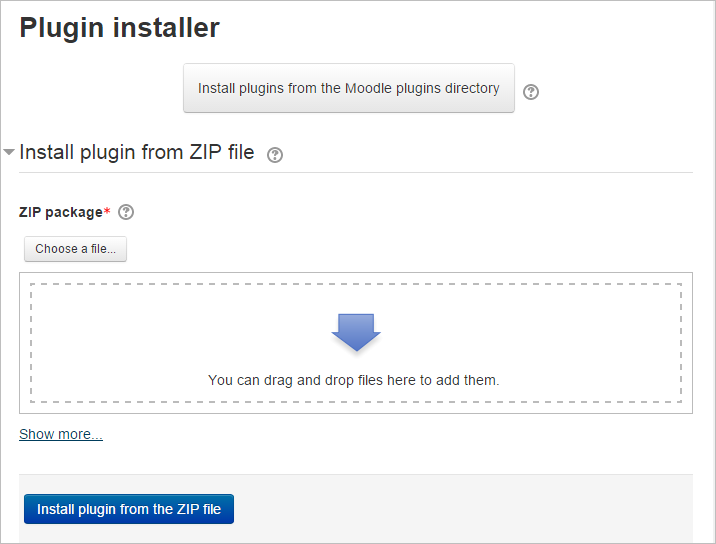 Plugin installer
Install plugins from the Moodle plugins directory
Install plugin from ZIP file
ZIP package*
Choose a file...
You can drag and drop files here to add them.
Show more...
Install plugin from the ZIP file